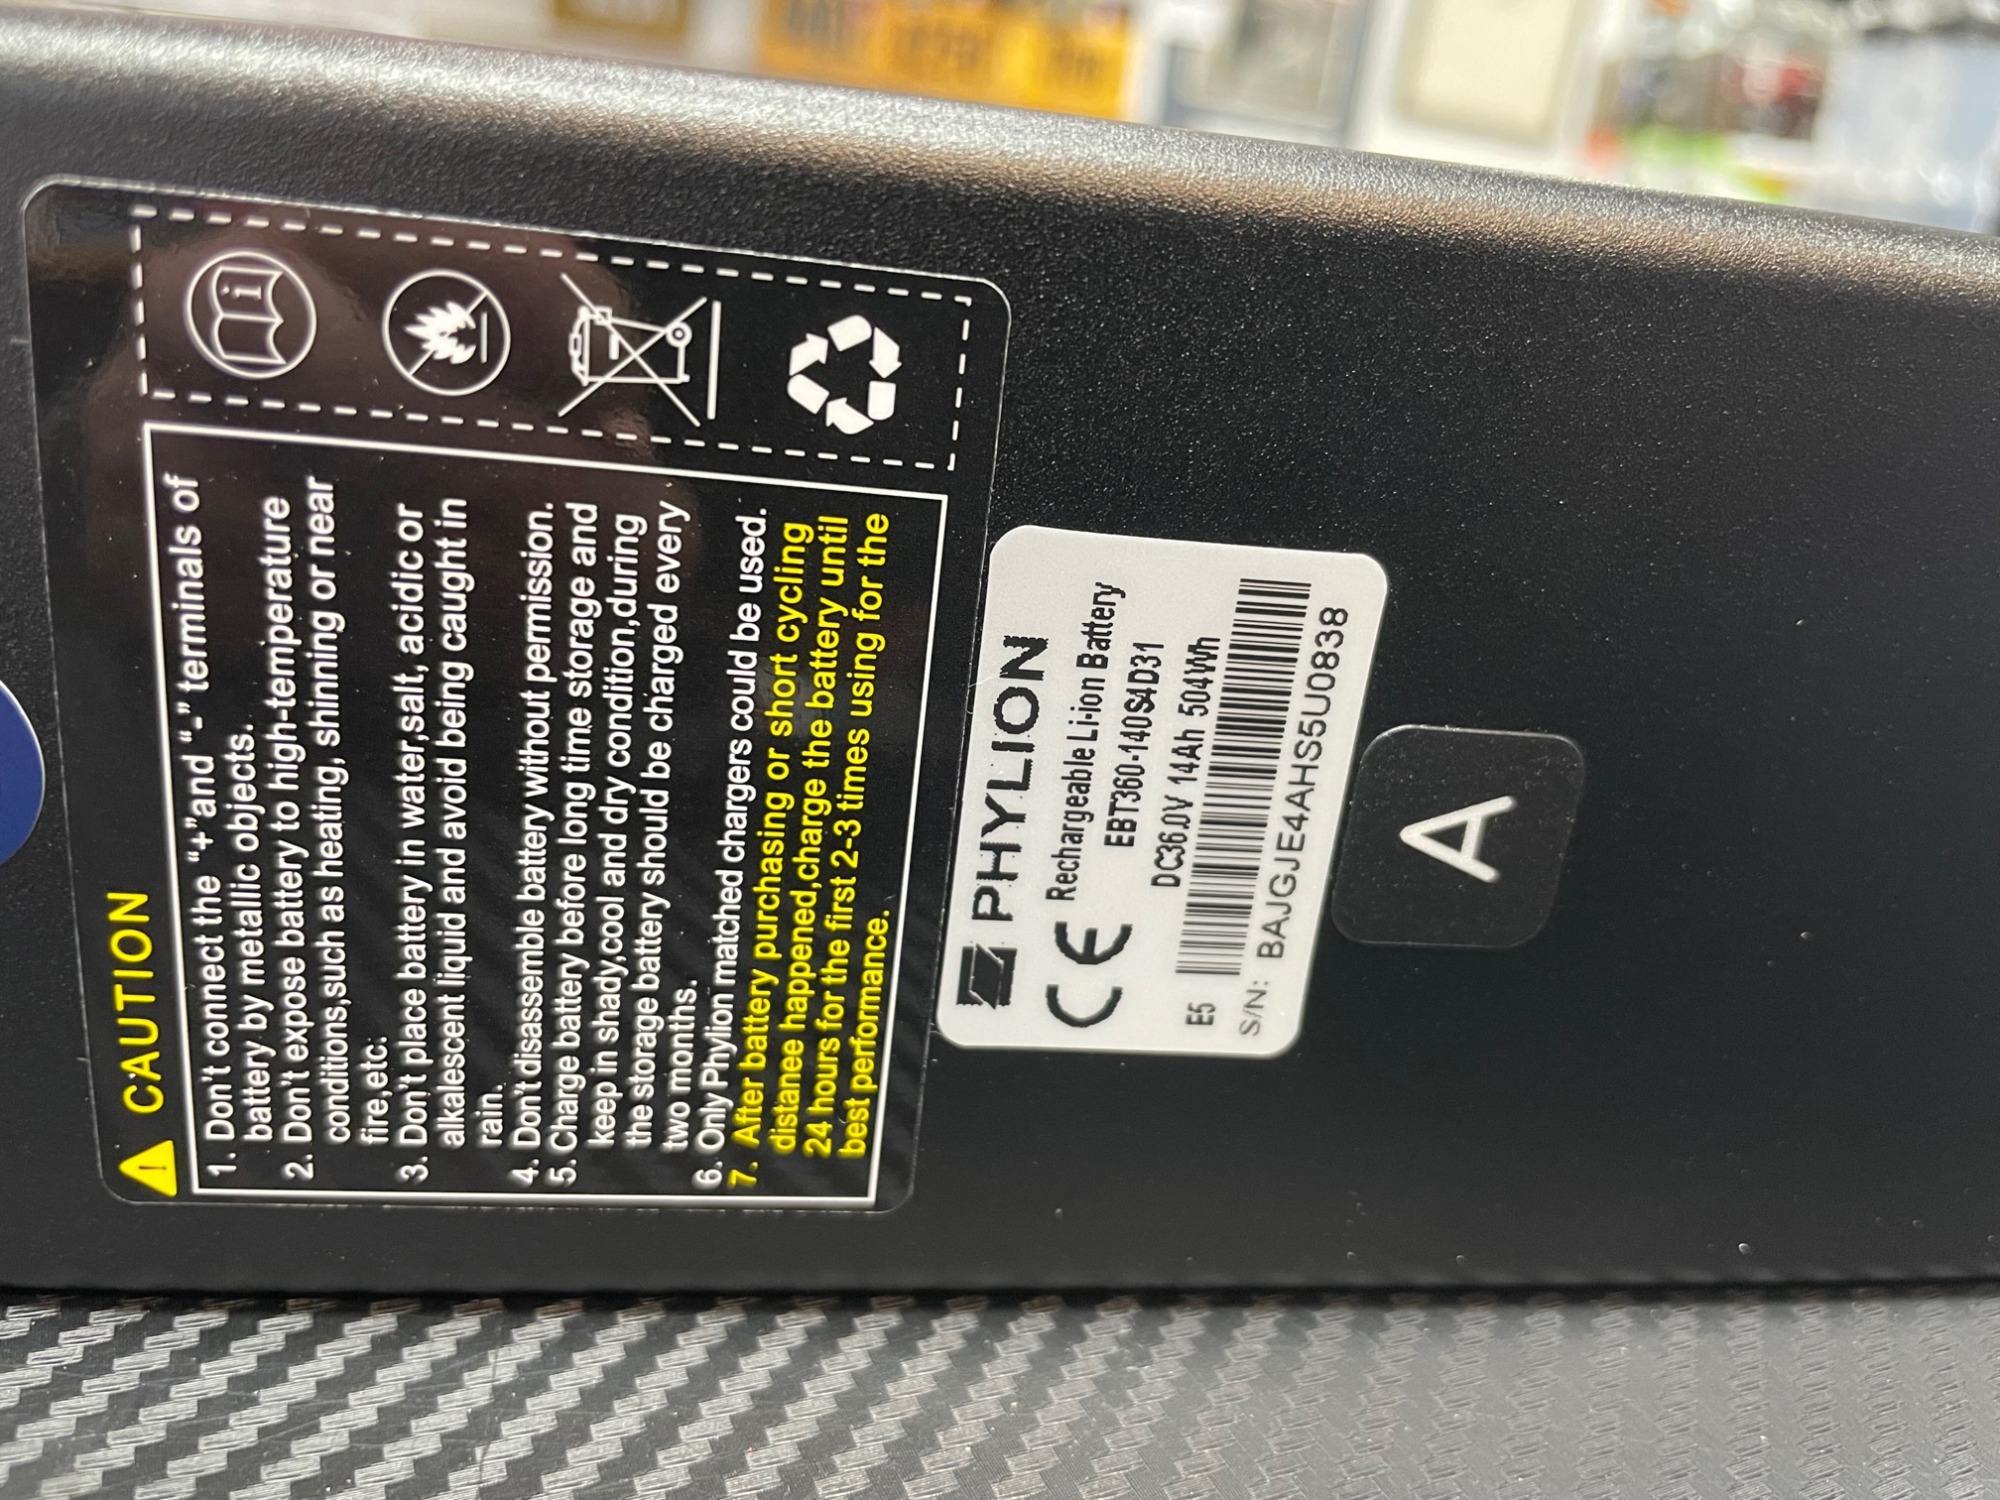 CAUTION
1. Don't connect the "+"and "-" terminals of
battery by metallic objects.
2. Don't expose battery to high-temperature
conditions,such as heating, shinning or near
fire,etc.
3. Don't place battery in water,salt, acidic or
alkalescent liquid and avoid being caught in
rain.
4. Don't disassemble battery without permission.
5. Charge battery before long time storage and
keep in shady,cool and dry condition,during
the storage battery should be charged every
two months.
6. Only Phylion matched chargers could be used.
7. After battery purchasing or short cycling
distanee happened,charge the battery until
24 hours for the first 2-3 times using for the
best performance.
PHYLION
CE Rechargeable Li-ion Battery
EBT360-140S4D31
DC36.0V 14Ah 504Wh
E5
S/N: BAJGJE4AHS5U0838
A